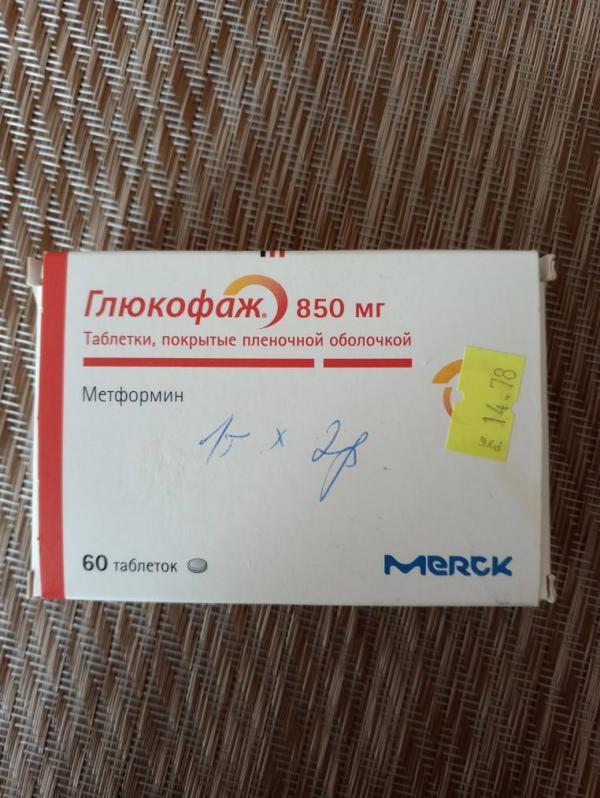 Глюкофаж® 850 мг
Таблетки, покрытые пленочной оболочкой
Метформин
14.78
1т x 2р
60 таблеток
MERCK